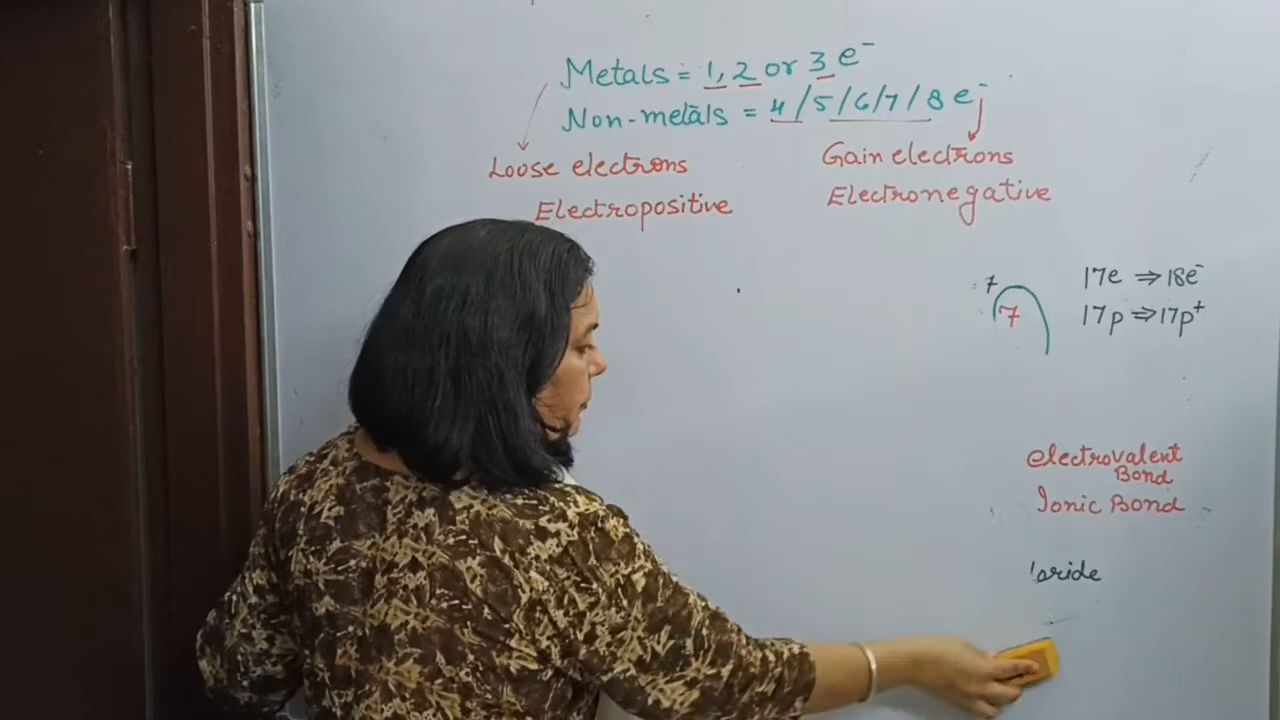 Metals = 1, 2 or 3 e⁻
Non-metals = 4/5/6/7/8 e⁻
Loose electrons
Electropositive
Gain electrons
Electronegative
7
7
17e ⇒ 18e⁻
17p ⇒ 17p⁺
electrovalent
Bond
Ionic Bond
oride